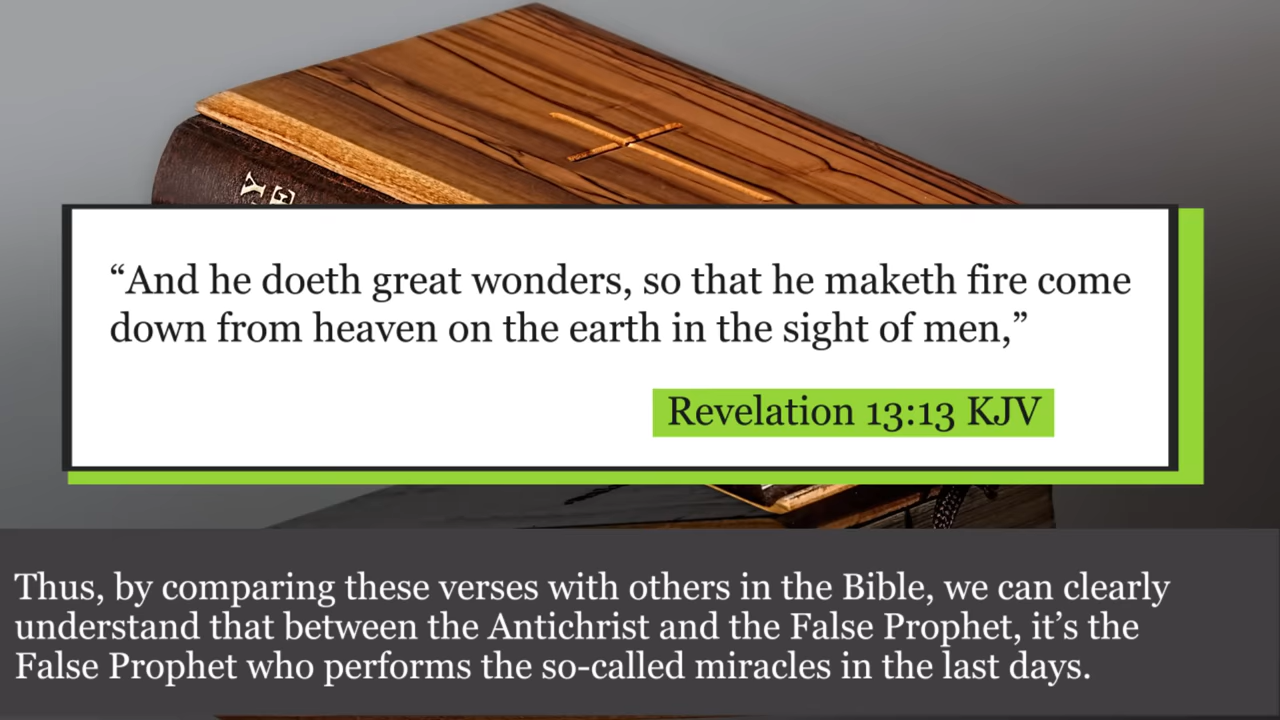 Y
E
“And he doeth great wonders, so that he maketh fire come
down from heaven on the earth in the sight of men,”
Revelation 13:13 KJV
Thus, by comparing these verses with others in the Bible, we can clearly
understand that between the Antichrist and the False Prophet, it’s the
False Prophet who performs the so-called miracles in the last days.